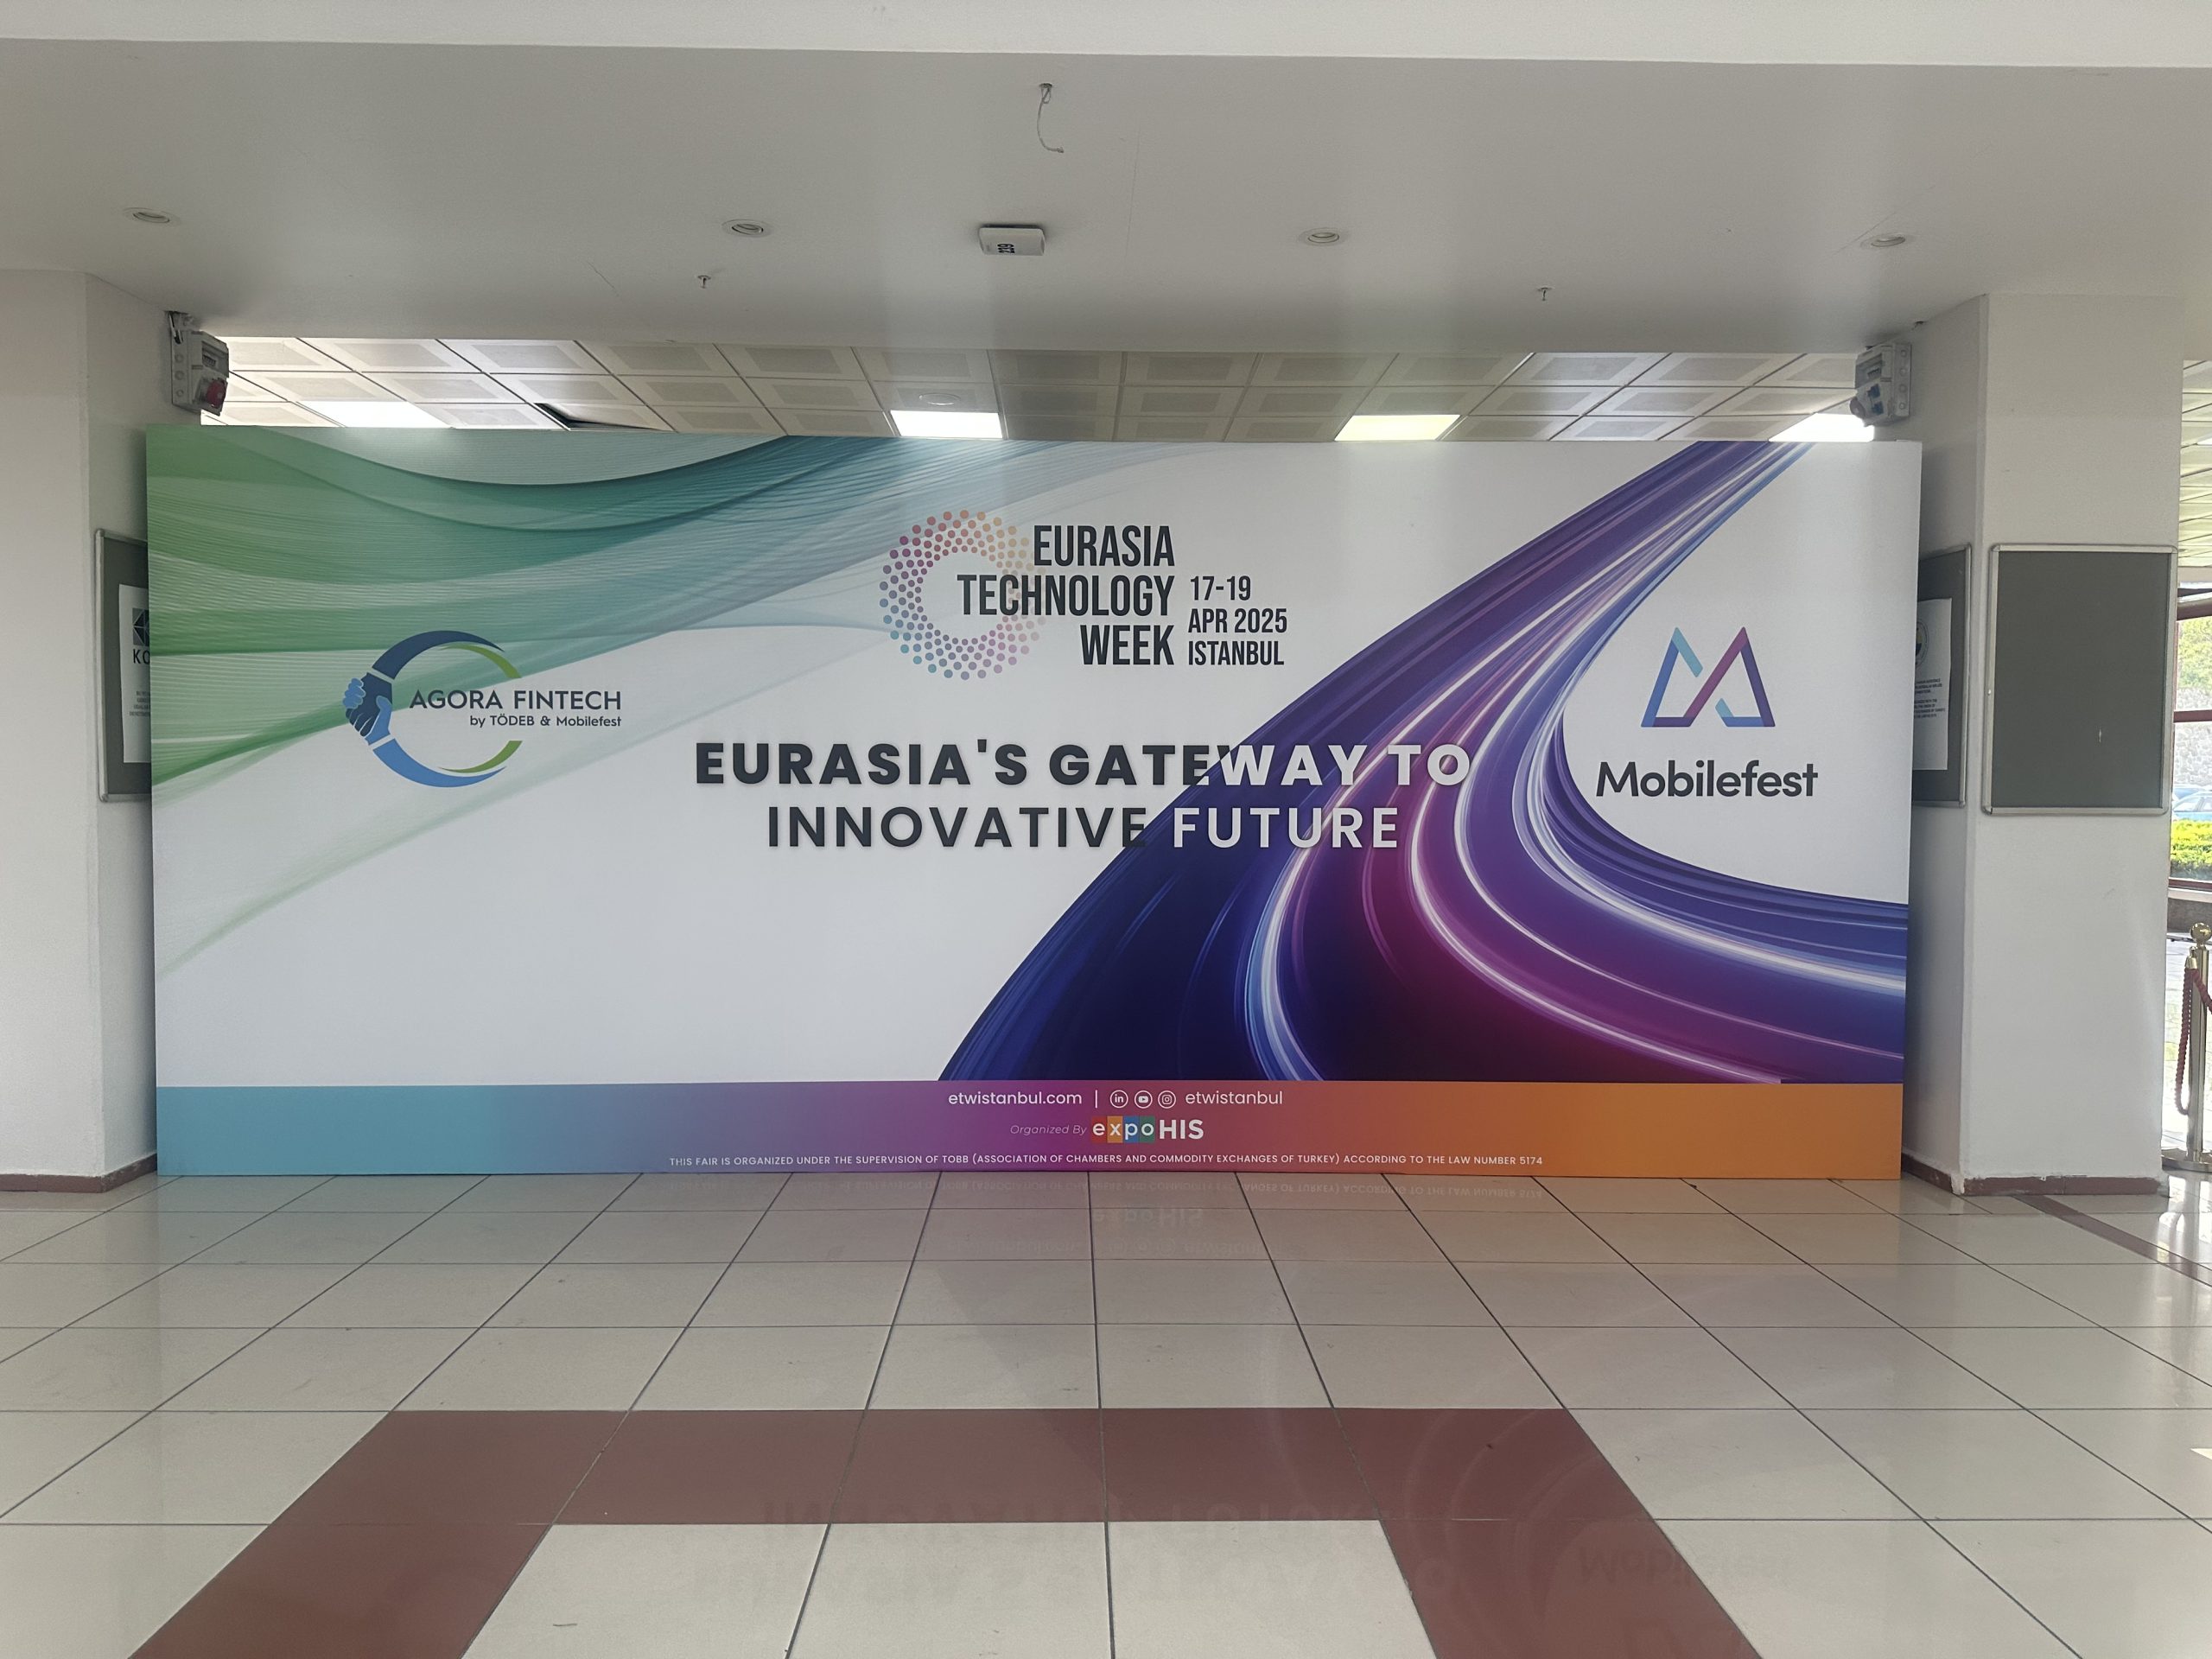 EURASIA
TECHNOLOGY
WEEK
17-19
APR 2025
ISTANBUL
AGORA FINTECH
by TÖDEB & Mobilefest
EURASIA'S GATEWAY TO
INNOVATIVE FUTURE
Mobilefest
etwistanbul.com | in etwistanbul
Organized By expoHIS
THIS FAIR IS ORGANIZED UNDER THE SUPERVISION OF TOBB (ASSOCIATION OF CHAMBERS AND COMMODITY EXCHANGES OF TURKEY) ACCORDING TO THE LAW NUMBER 5174